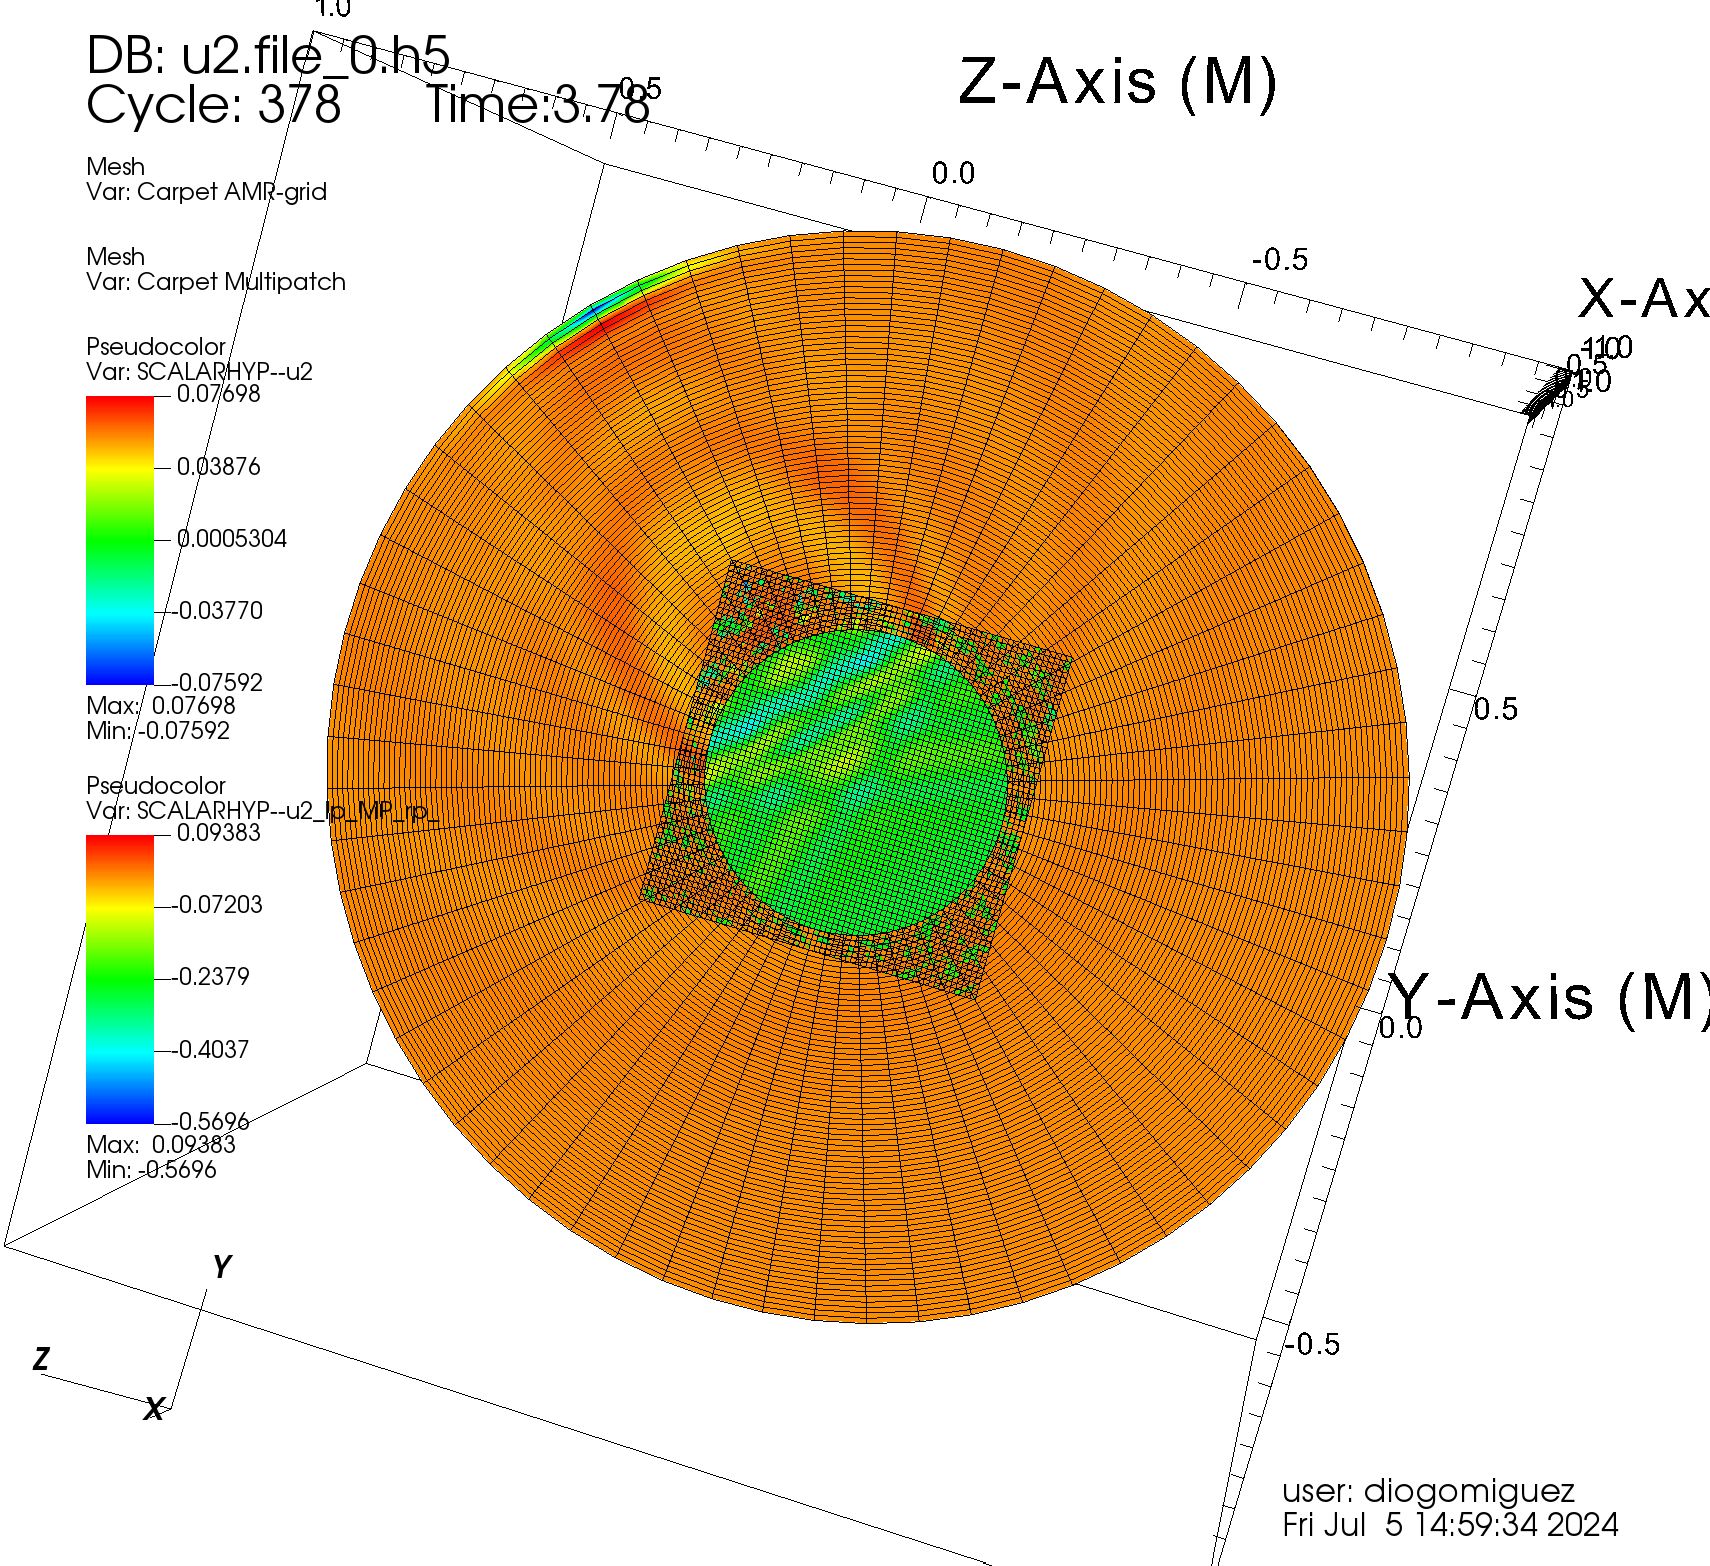 1.0
DB: u2.file_0.h5
Cycle: 378 Time:3.78
0.5
Z-Axis (M)
0.0
-0.5
X-Ax
Mesh
Var: Carpet AMR-grid
Mesh
Var: Carpet Multipatch
Pseudocolor
Var: SCALARHYP--u2
0.07698
0.03876
0.0005304
-0.03770
-0.07592
Max: 0.07698
Min: -0.07592
Pseudocolor
Var: SCALARHYP--u2_lp_MP_rp_
0.09383
-0.07203
-0.2379
-0.4037
-0.5696
Max: 0.09383
Min: -0.5696
0.5
Y-Axis (M)
0.0
-0.5
Y
Z
X
user: diogomiguez
Fri Jul 5 14:59:34 2024